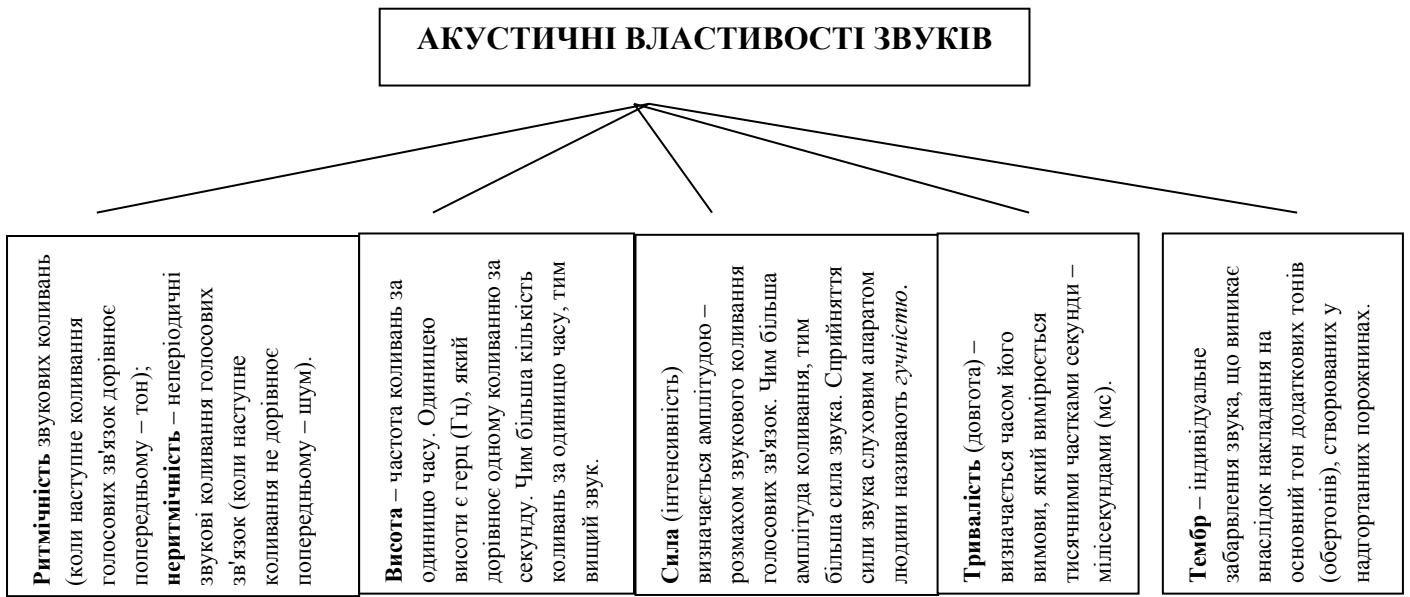 АКУСТИЧНІ ВЛАСТИВОСТІ ЗВУКІВ
Ритмічність звукових коливань
(коли наступне коливання
голосових зв'язок дорівнює
попередньому – тон);
неритмічність – неперіодичні
звукові коливання голосових
зв'язок (коли наступне
коливання не дорівнює
попередньому – шум).
Висота – частота коливань за
одиницю часу. Одиницею
висоти є герц (Гц), який
дорівнює одному коливанню за
секунду. Чим більша кількість
коливань за одиницю часу, тим
вищий звук.
Сила (інтенсивність)
визначається амплітудою –
розмахом звукового коливання
голосових зв'язок. Чим більша
амплітуда коливання, тим
більша сила звука. Сприйняття
сили звука слуховим апаратом
людини називають гучністю.
Тривалість (довгота) –
визначається часом його
вимови, який вимірюється
тисячними частками секунди –
мілісекундами (мс).
Тембр – індивідуальне
забарвлення звука, що виникає
внаслідок накладання на
основний тон додаткових тонів
(обертонів), створюваних у
надгортанних порожнинах.